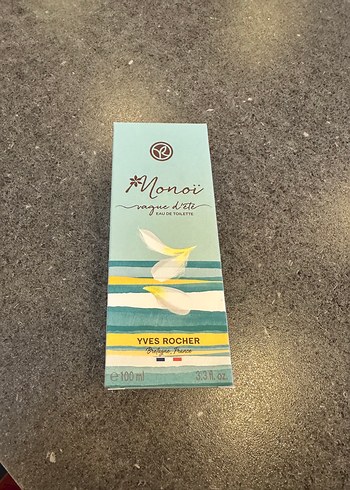 Monoï
vague d'été
EAU DE TOILETTE
YVES ROCHER
Bretagne, France
e 100 ml 3.3 fl. oz.